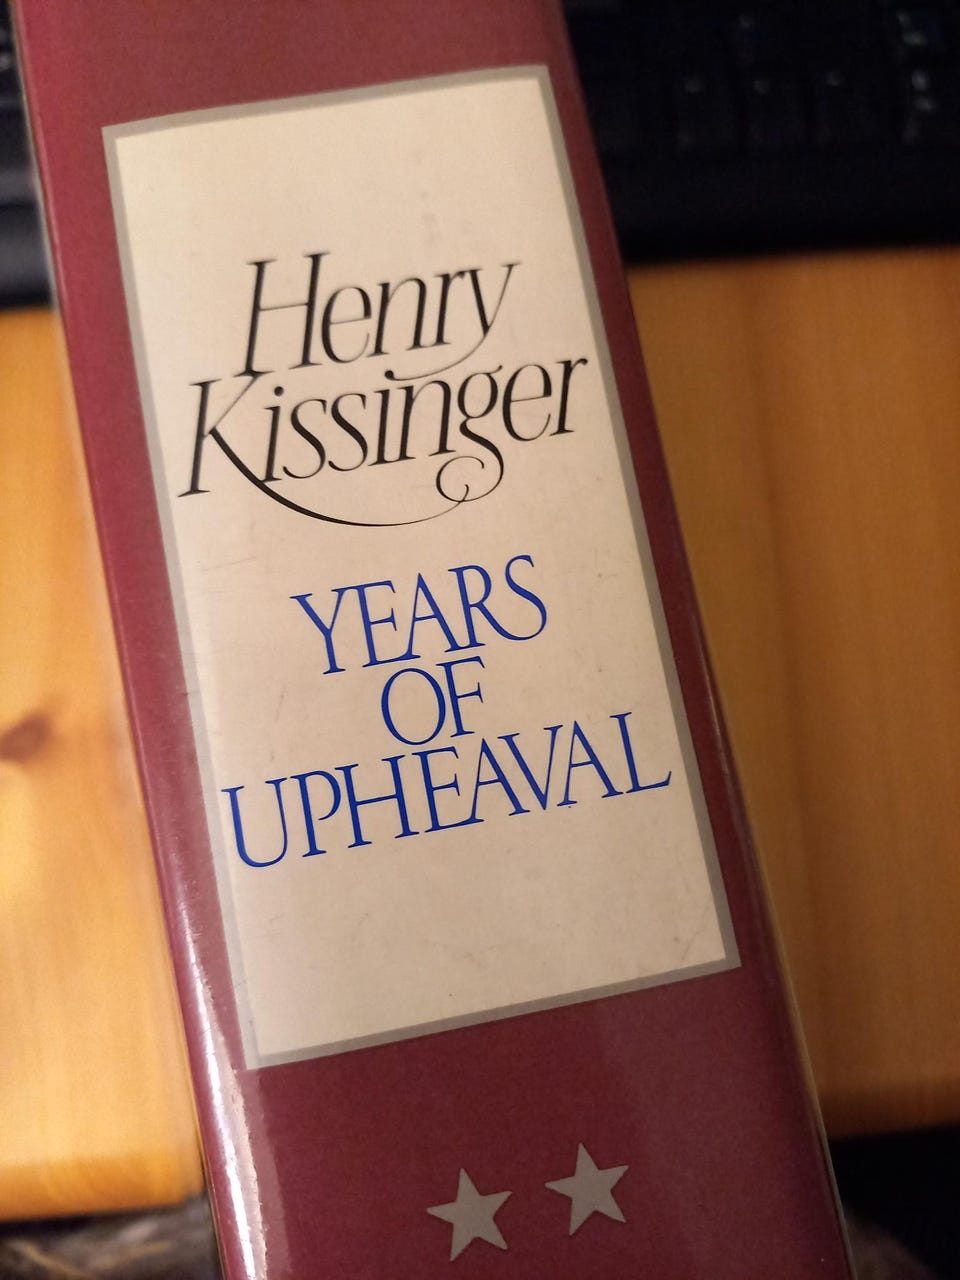 Henry
Kissinger
YEARS
OF
UPHEAVAL